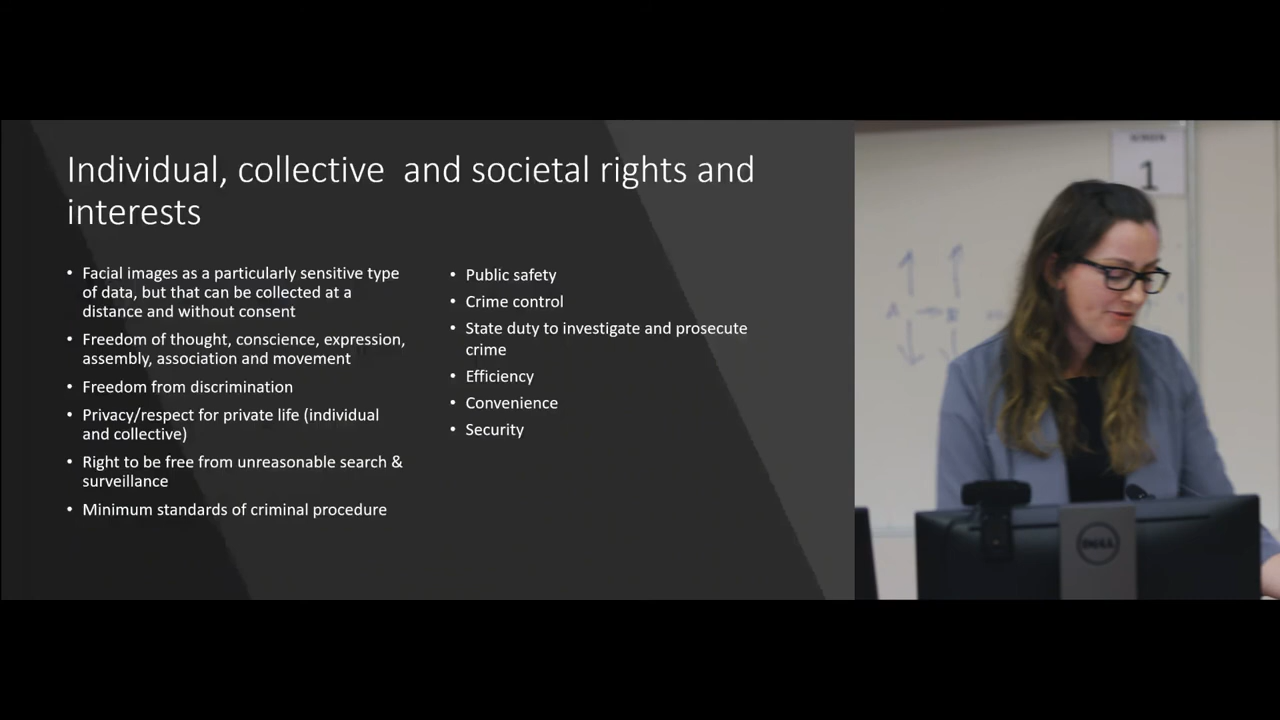 Individual, collective  and societal rights and
interests
• Facial images as a particularly sensitive type
of data, but that can be collected at a
distance and without consent
• Freedom of thought, conscience, expression,
assembly, association and movement
• Freedom from discrimination
• Privacy/respect for private life (individual
and collective)
• Right to be free from unreasonable search &
surveillance
• Minimum standards of criminal procedure
• Public safety
• Crime control
• State duty to investigate and prosecute
crime
• Efficiency
• Convenience
• Security
SCREEN
1
DELL